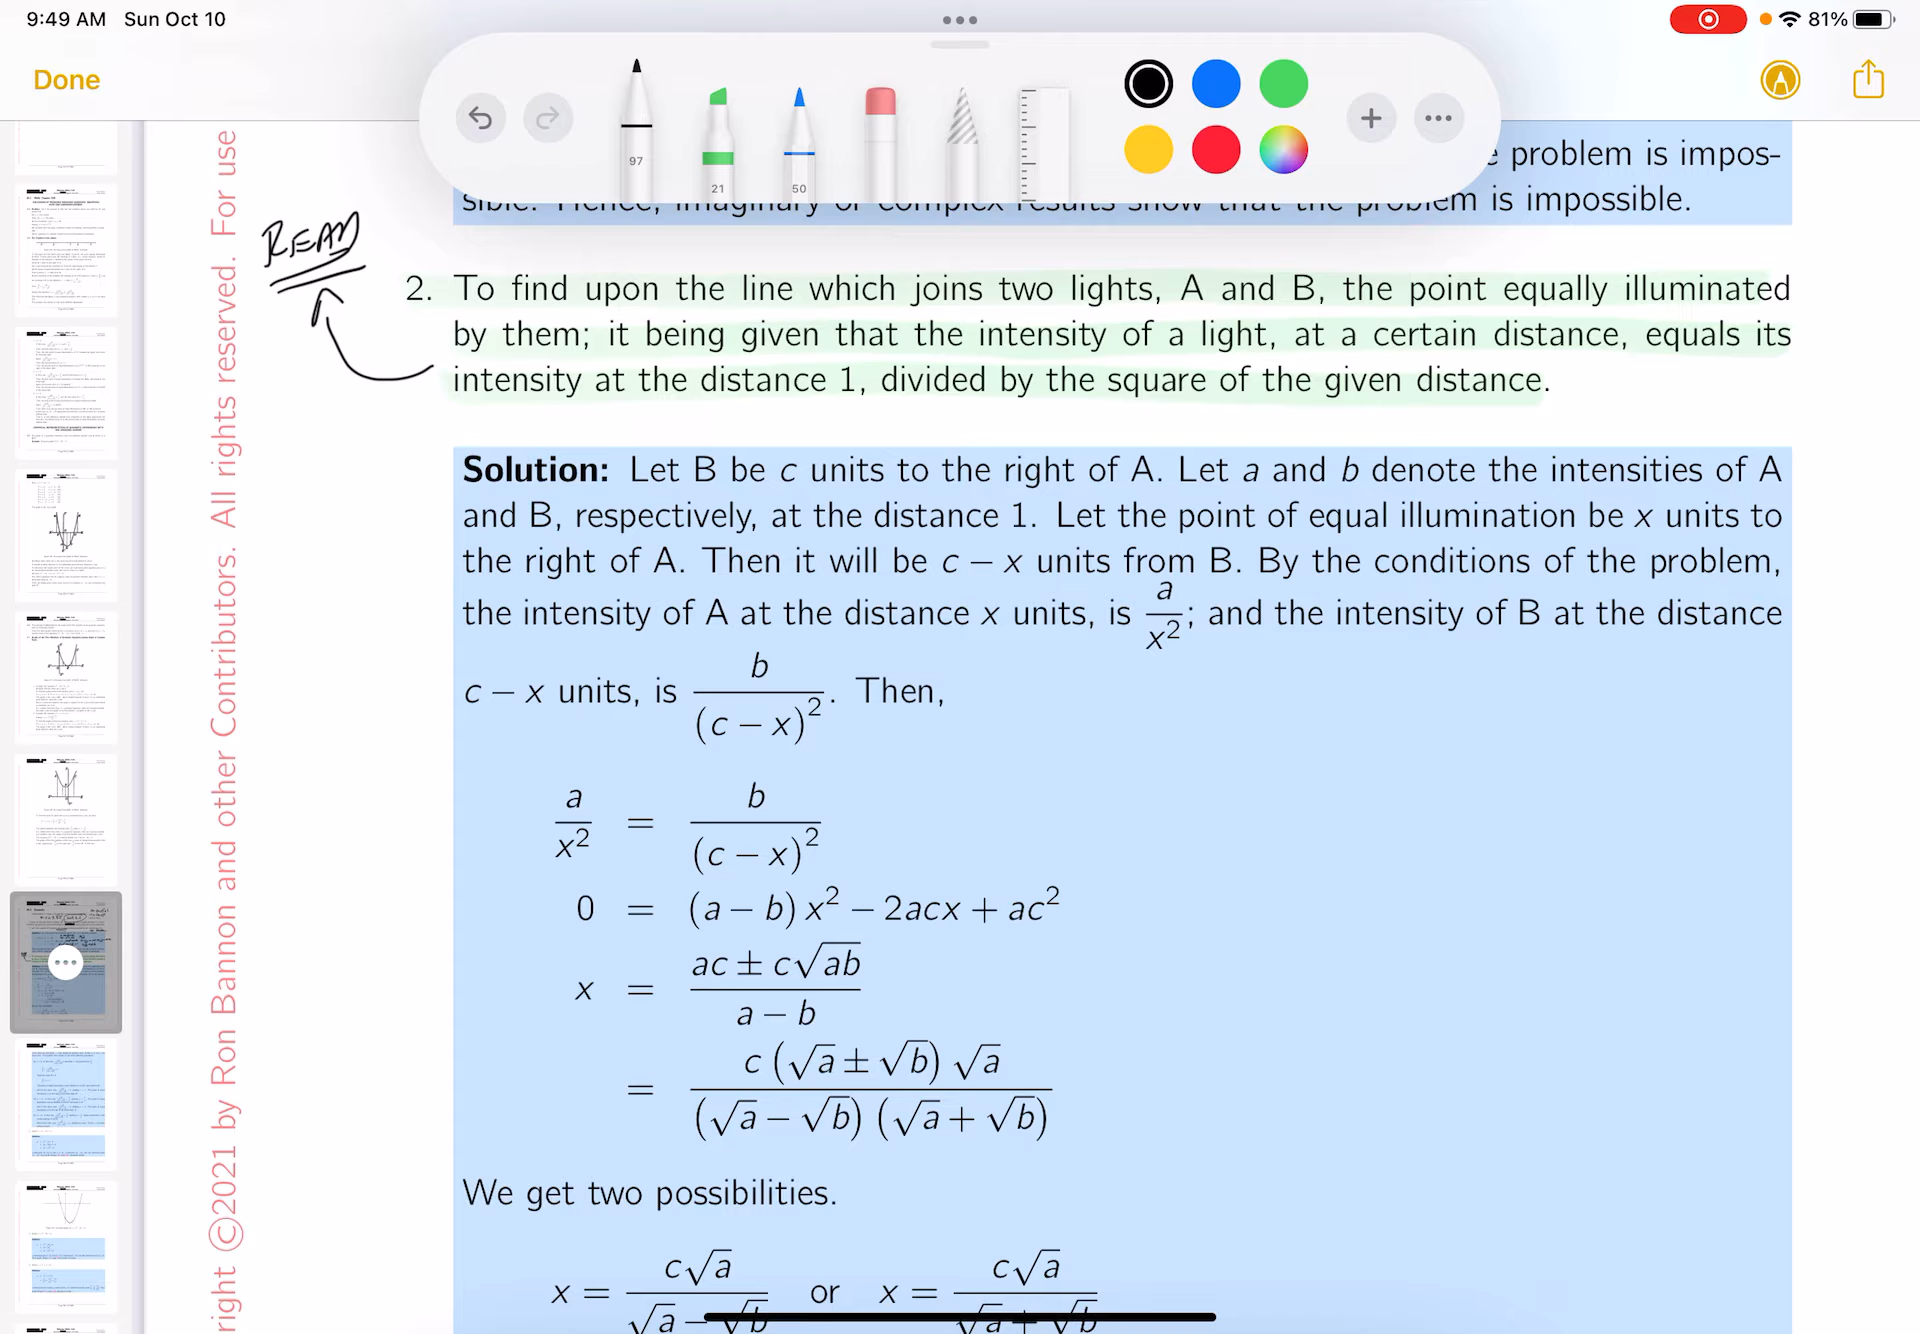 9:49 AM Sun Oct 10
81%
Done
97
21
50
e problem is impos-
sible. Hence, imaginary or complex results show that the problem is impossible.
READ
2. To find upon the line which joins two lights, A and B, the point equally illuminated
by them; it being given that the intensity of a light, at a certain distance, equals its
intensity at the distance 1, divided by the square of the given distance.
Solution: Let B be c units to the right of A. Let a and b denote the intensities of A
and B, respectively, at the distance 1. Let the point of equal illumination be x units to
the right of A. Then it will be c − x units from B. By the conditions of the problem,
the intensity of A at the distance x units, is a/x²; and the intensity of B at the distance
c − x units, is b/(c − x)². Then,
a/x² = b/(c − x)²
0 = (a − b) x² − 2acx + ac²
x = (ac ± c√ab)/(a − b)
= c (√a ± √b) √a / (√a − √b) (√a + √b)
We get two possibilities.
x = c√a/(√a − √b) or x = c√a/(√a + √b)
right ©2021 by Ron Bannon and other Contributors. All rights reserved. For use